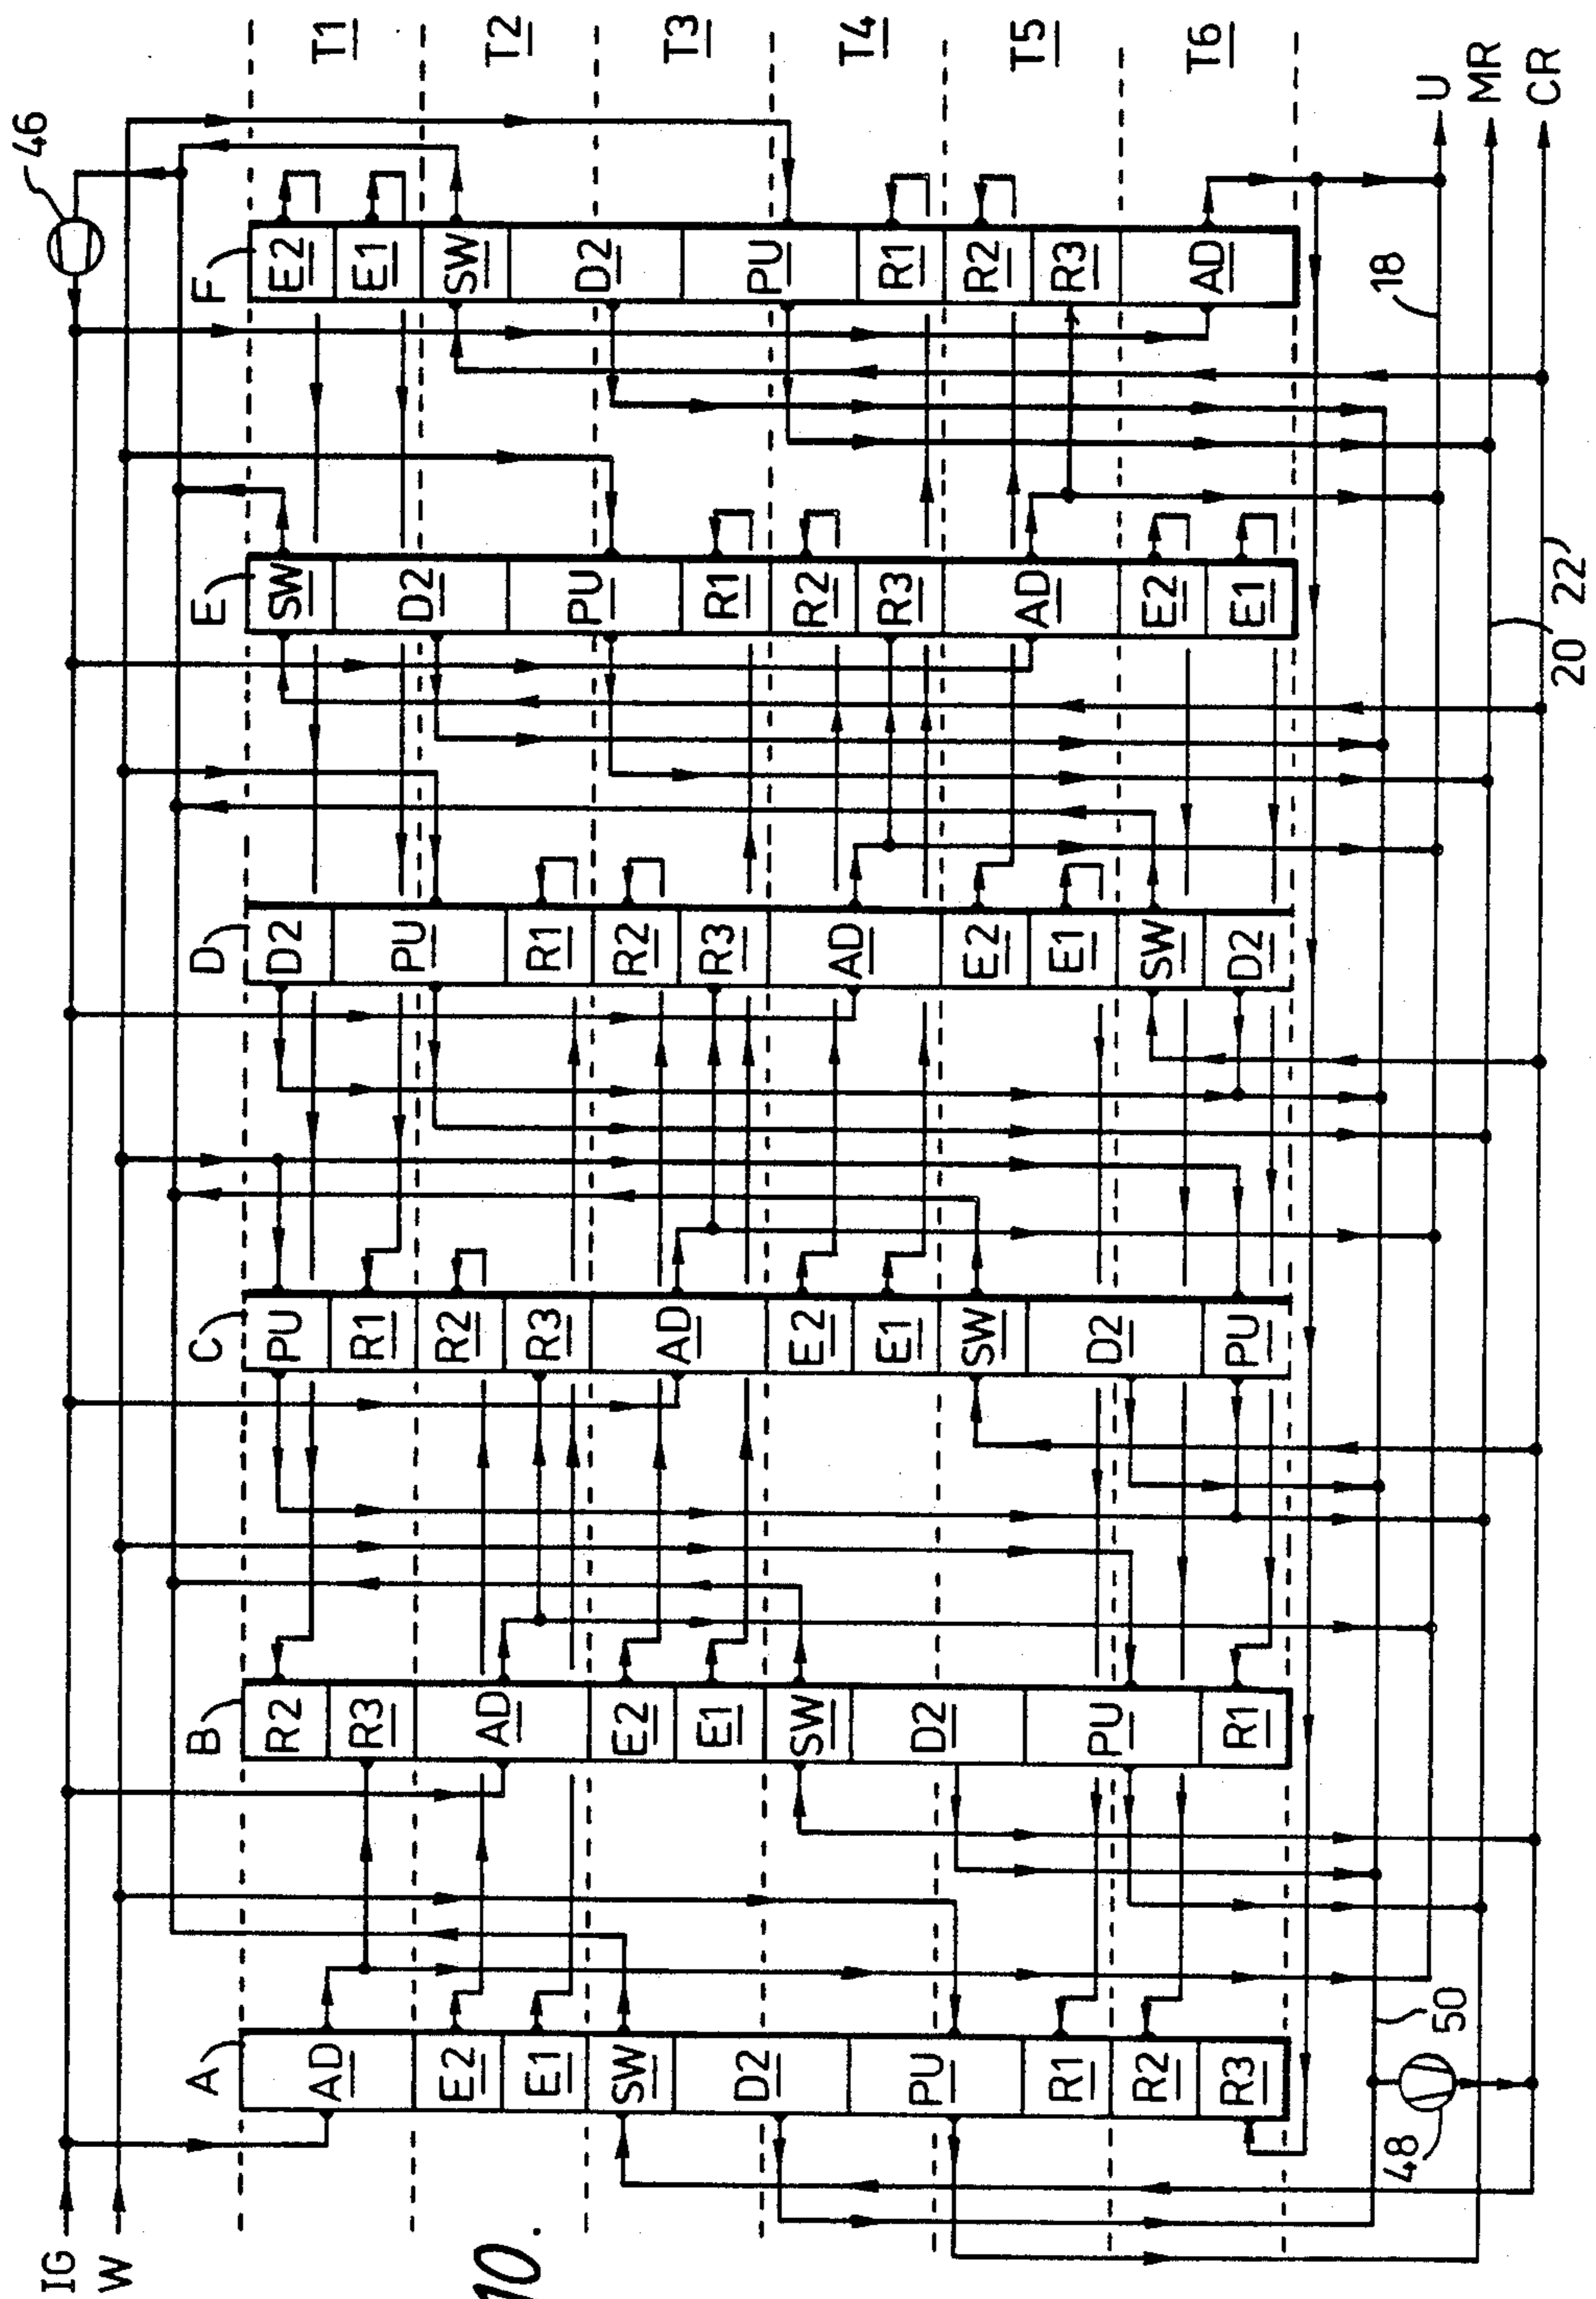 46
T1
T2
T3
T4
T5
T6
U
MR
CR
18
20
22
F
E2
E1
SW
D2
PU
R1
R2
R3
AD
E
SW
D2
PU
R1
R2
R3
AD
E2
E1
D
D2
PU
R1
R2
R3
AD
E2
E1
SW
D2
C
PU
R1
R2
R3
AD
E2
E1
SW
D2
PU
B
R2
R3
AD
E2
E1
SW
D2
PU
R1
A
AD
E2
E1
SW
D2
PU
R1
R2
R3
50
48
IG
W
10.